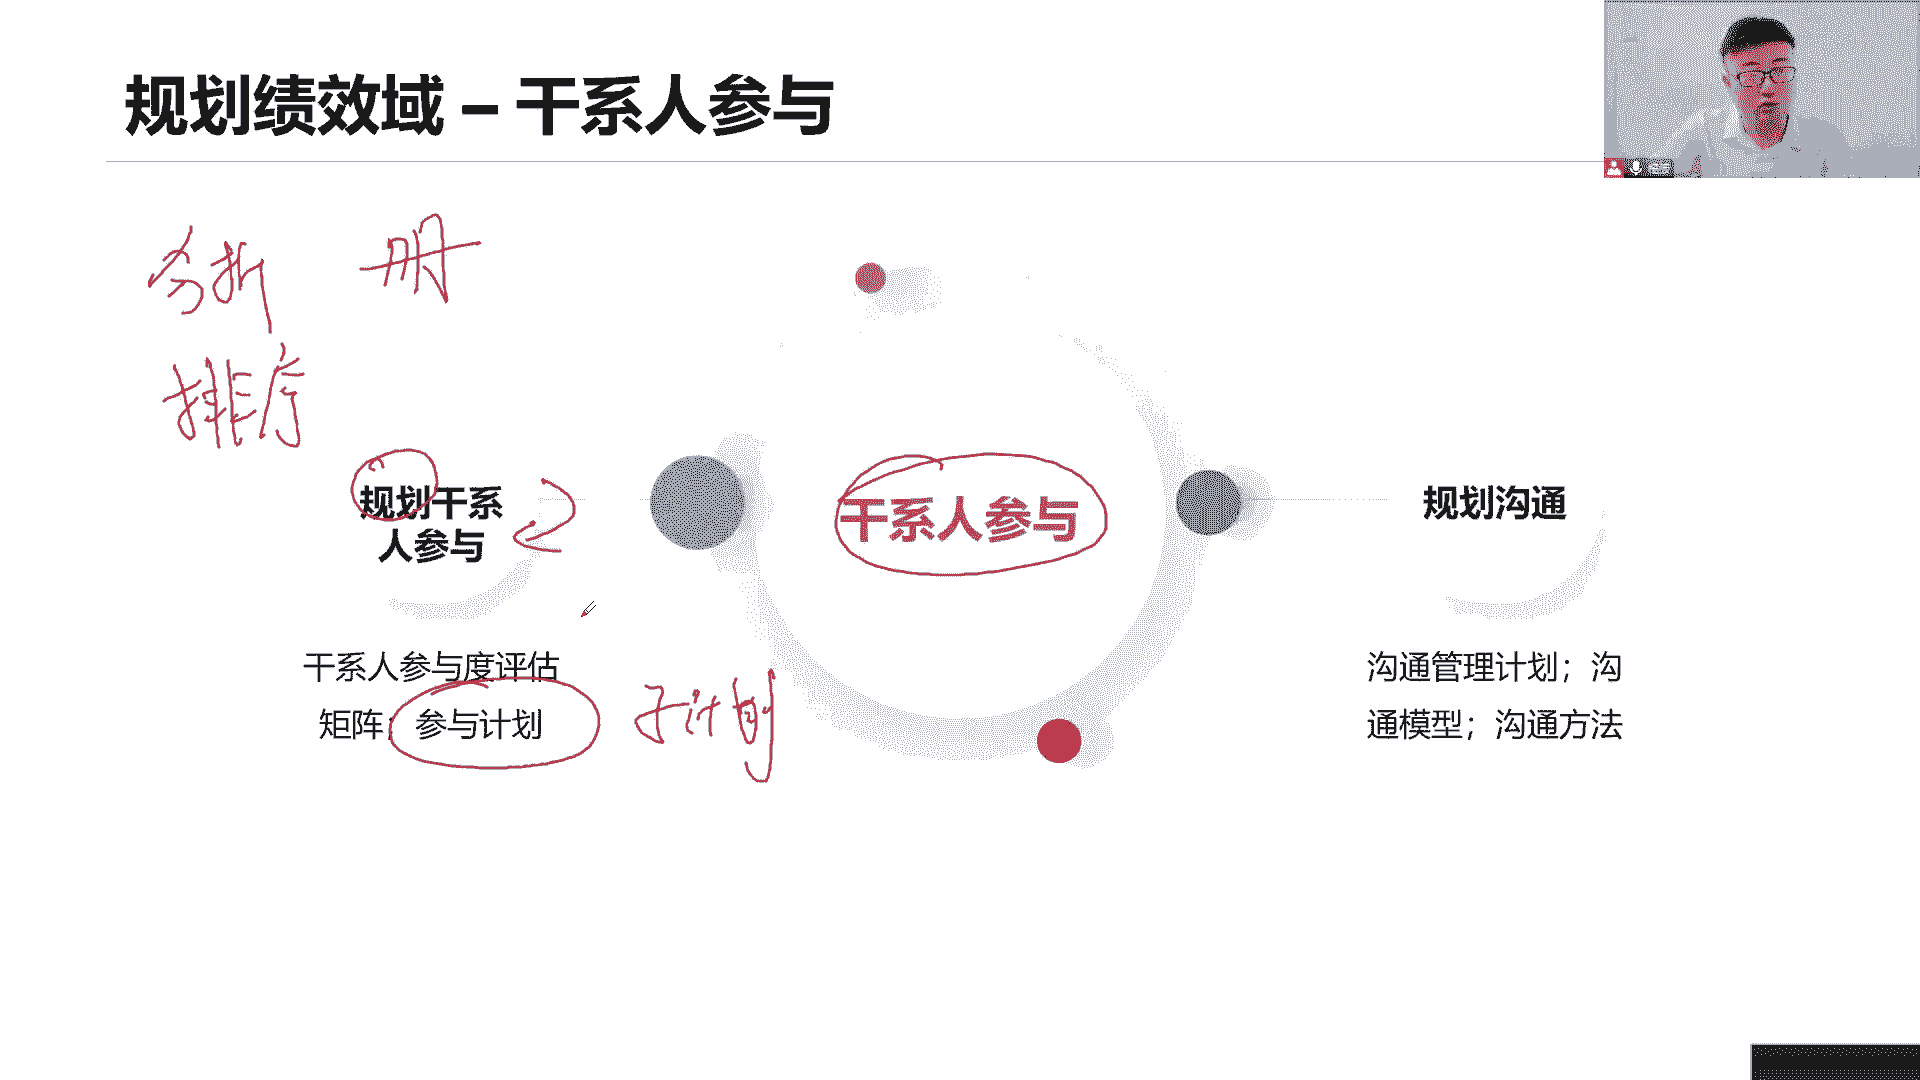 规划绩效域 – 干系人参与
分析 册
排序
规划干系
人参与
干系人参与
规划沟通
干系人参与度评估
矩阵；参与计划
子计划
沟通管理计划；沟
通模型；沟通方法